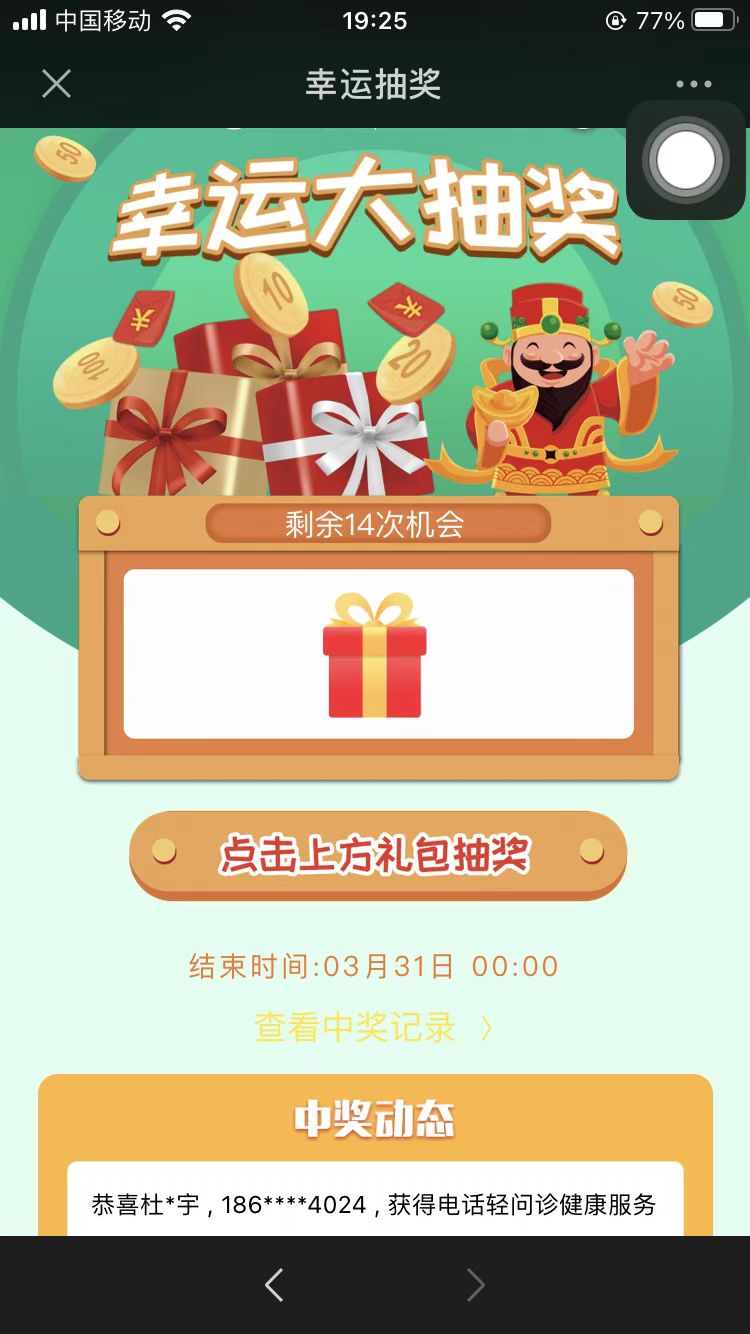 中国移动 19:25 77%
幸运抽奖
50
幸运大抽奖
10
¥ ¥ 50
100 20
剩余14次机会
点击上方礼包抽奖
结束时间:03月31日 00:00
查看中奖记录
中奖动态
恭喜杜*宇 , 186****4024 , 获得电话轻问诊健康服务